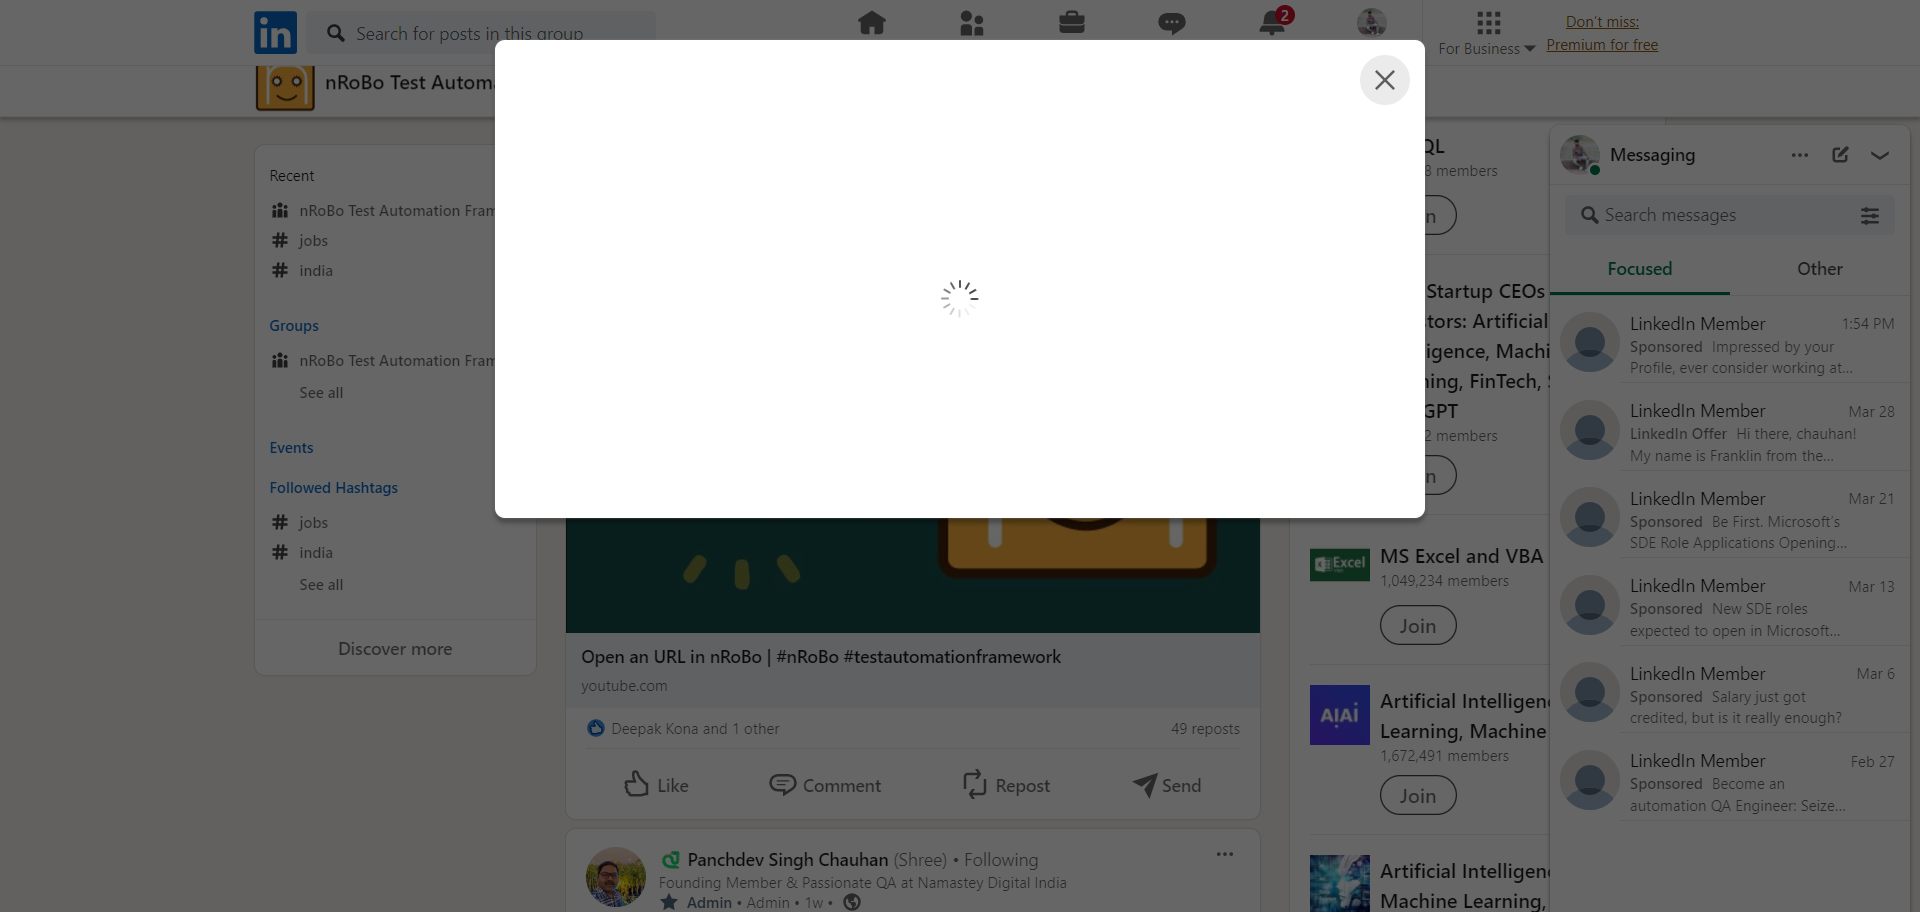 in
Search for posts in this group
2
For Business
Don't miss:
Premium for free
nRoBo Test Autom
Recent
nRoBo Test Automation Fram
# jobs
# india
Groups
nRoBo Test Automation Fram
See all
Events
Followed Hashtags
# jobs
# india
See all
Discover more
Open an URL in nRoBo | #nRoBo #testautomationframework
youtube.com
Deepak Kona and 1 other
49 reposts
Like
Comment
Repost
Send
Panchdev Singh Chauhan (Shree) • Following
Founding Member & Passionate QA at Namastey Digital India
Admin • Admin • 1w •
QL
members
Startup CEOs
tors: Artificial
igence, Machi
ing, FinTech, S
GPT
2 members
Excel
MS Excel and VBA
1,049,234 members
Join
AIAI
Artificial Intelligen
Learning, Machine
1,672,491 members
Join
Artificial Intelligen
Machine Learning,
Messaging
Search messages
Focused
Other
LinkedIn Member 1:54 PM
Sponsored Impressed by your
Profile, ever consider working at...
LinkedIn Member Mar 28
LinkedIn Offer Hi there, chauhan!
My name is Franklin from the...
LinkedIn Member Mar 21
Sponsored Be First. Microsoft's
SDE Role Applications Opening...
LinkedIn Member Mar 13
Sponsored New SDE roles
expected to open in Microsoft...
LinkedIn Member Mar 6
Sponsored Salary just got
credited, but is it really enough?
LinkedIn Member Feb 27
Sponsored Become an
automation QA Engineer: Seize...